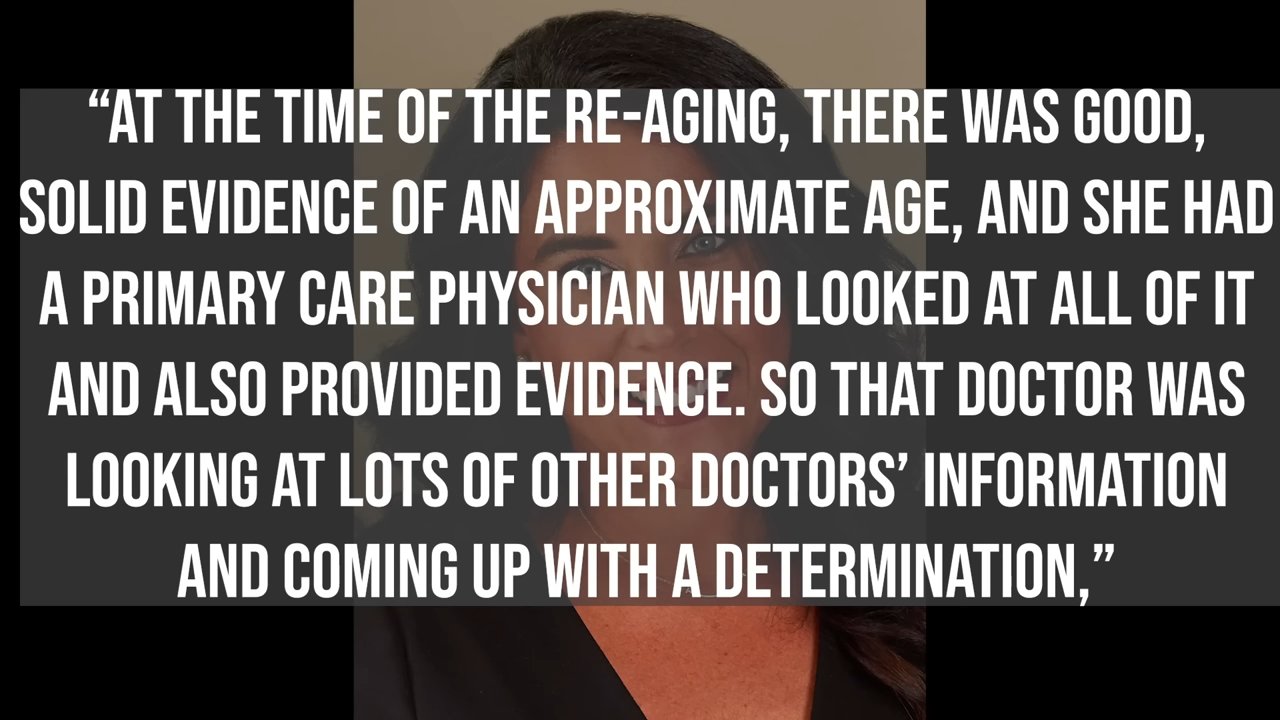 “AT THE TIME OF THE RE-AGING, THERE WAS GOOD,
SOLID EVIDENCE OF AN APPROXIMATE AGE, AND SHE HAD
A PRIMARY CARE PHYSICIAN WHO LOOKED AT ALL OF IT
AND ALSO PROVIDED EVIDENCE. SO THAT DOCTOR WAS
LOOKING AT LOTS OF OTHER DOCTORS’ INFORMATION
AND COMING UP WITH A DETERMINATION,”